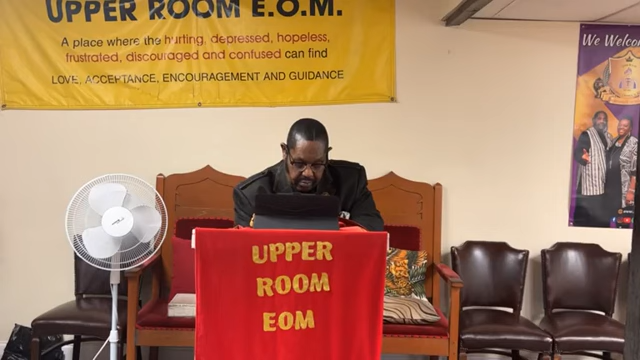 UPPER ROOM E.O.M.
A place where the hurting, depressed, hopeless,
frustrated, discouraged and confused can find
LOVE, ACCEPTANCE, ENCOURAGEMENT AND GUIDANCE
We Welcom
UPPER
ROOM
EOM